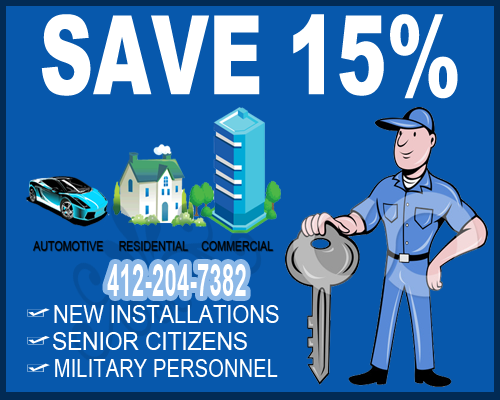 SAVE 15%
AUTOMOTIVE RESIDENTIAL COMMERCIAL
412-204-7382
NEW INSTALLATIONS
SENIOR CITIZENS
MILITARY PERSONNEL